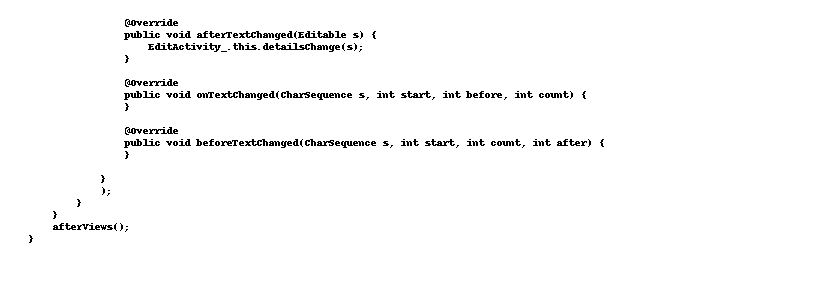 @Override
public void afterTextChanged(Editable s) {
EditActivity_.this.detailsChange(s);
}
@Override
public void onTextChanged(CharSequence s, int start, int before, int count) {
}
@Override
public void beforeTextChanged(CharSequence s, int start, int count, int after) {
}
}
);
}
}
afterViews();
}